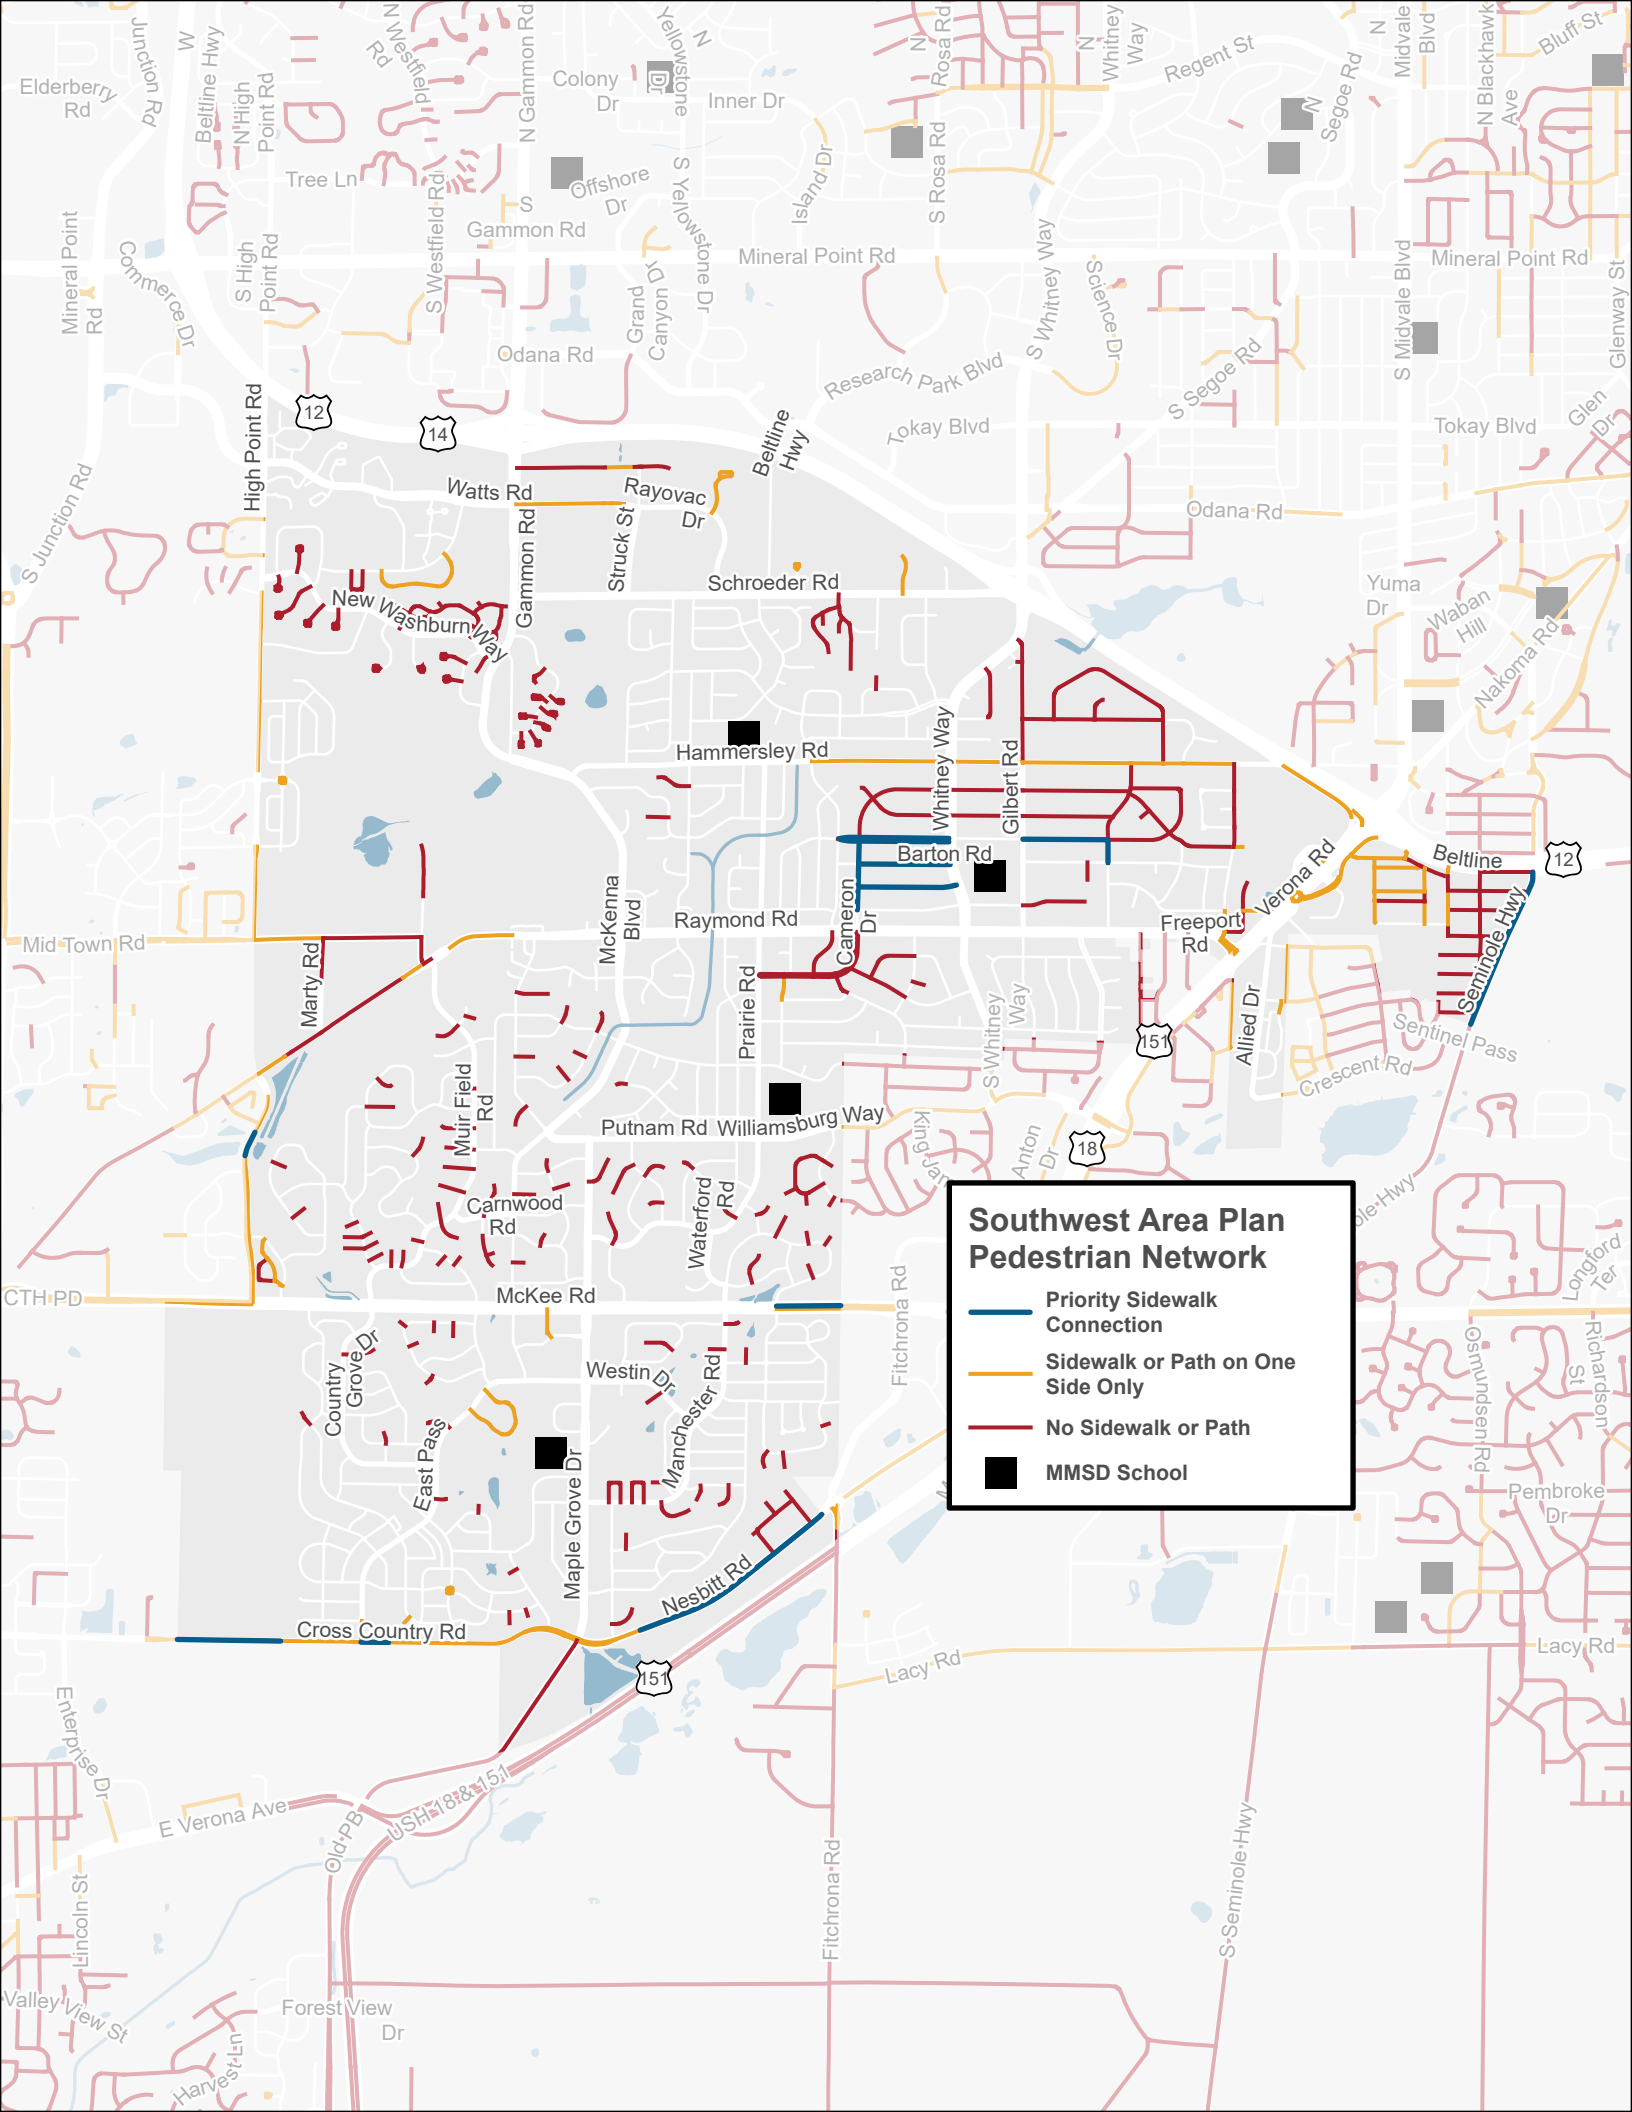 Junction Rd
W
Beltline Hwy
N High
Point Rd
N Westfield
Rd
N Gammon Rd
Colony
Dr
N
Yellowstone
Dr
Inner Dr
N
Rosa Rd
N
Whitney
Way
Regent St
N
Segoe Rd
N
Midvale
Blvd
N Blackhawk
Ave
Bluff St
Elderberry
Rd
Tree Ln
Offshore
Dr
S
Gammon Rd
S Westfield Rd
S Yellowstone Dr
Island Dr
S Rosa Rd
Mineral Point
Rd
Commerce Dr
S High
Point Rd
Grand
Canyon Dr
Mineral Point Rd
S Whitney Way
Science Dr
S Midvale Blvd
Mineral Point Rd
Glenway St
Odana Rd
Research Park Blvd
S Segoe Rd
Tokay Blvd
Tokay Blvd
Glen
Dr
High Point Rd
12
14
Beltline
Hwy
S Junction Rd
Watts Rd
Rayovac
Dr
Gammon Rd
Struck St
Odana Rd
Schroeder Rd
New Washburn Way
Yuma
Dr
Waban
Hill
Nakoma Rd
Hammersley Rd
Whitney Way
Gilbert Rd
Barton Rd
Verona Rd
Beltline
12
McKenna
Blvd
Raymond Rd
Cameron
Dr
Freeport
Rd
Seminole Hwy
Mid Town Rd
Marty Rd
Prairie Rd
S Whitney
Way
151
Allied Dr
Sentinel Pass
Crescent Rd
Muir Field
Rd
Putnam Rd
Williamsburg Way
King Jam
Anton
Dr
18
Carnwood
Rd
Waterford
Rd
ole Hwy
Longford
Ter
CTH PD
McKee Rd
Fitchrona Rd
Southwest Area Plan
Pedestrian Network
Priority Sidewalk
Connection
Sidewalk or Path on One
Side Only
No Sidewalk or Path
MMSD School
Country
Grove Dr
Westin Dr
Manchester Rd
Osmundsen Rd
Richardson
St
East Pass
Maple Grove Dr
Pembroke
Dr
Nesbitt Rd
Cross Country Rd
151
Lacy Rd
Lacy Rd
Enterprise Dr
E Verona Ave
Old PB
USH 18 & 151
Lincoln St
Fitchrona Rd
S Seminole Hwy
Valley View St
Forest View
Dr
Harvest Ln